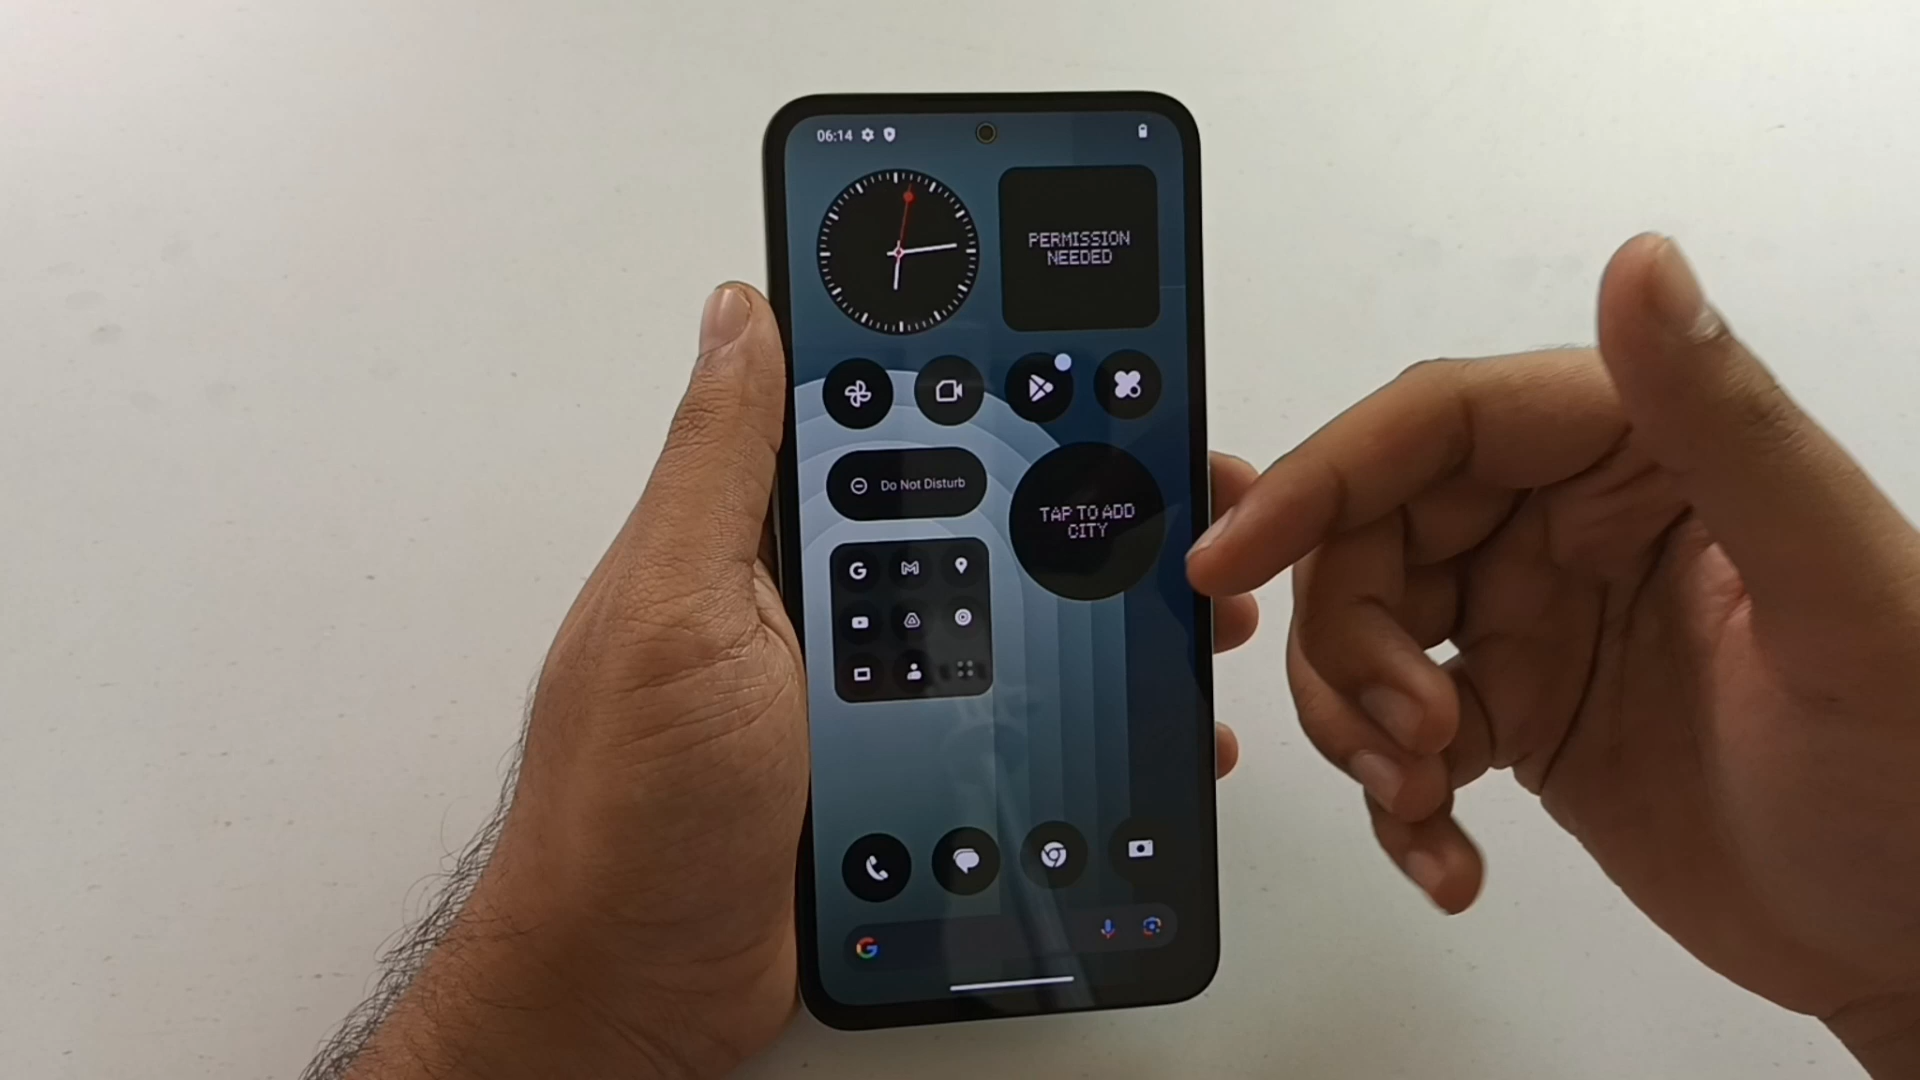 06:14
PERMISSION
NEEDED
Do Not Disturb
TAP TO ADD
CITY